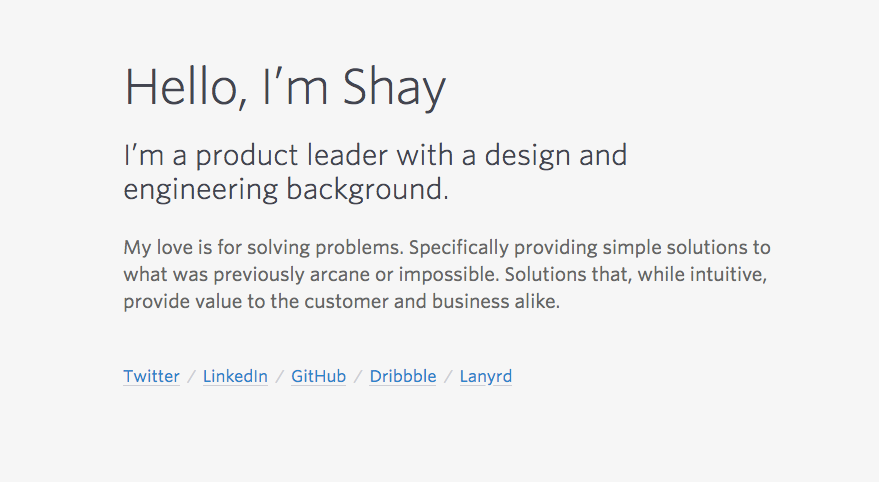 Hello, I’m Shay
I’m a product leader with a design and
engineering background.
My love is for solving problems. Specifically providing simple solutions to
what was previously arcane or impossible. Solutions that, while intuitive,
provide value to the customer and business alike.
Twitter / LinkedIn / GitHub / Dribbble / Lanyrd